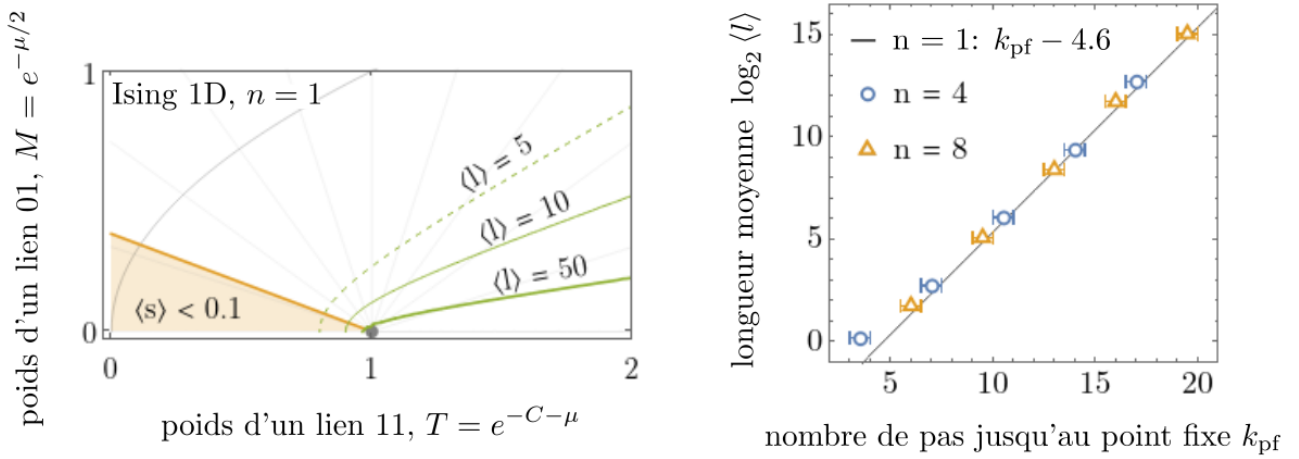 poids d'un lien 01, M = e^{-μ/2}
1
0
Ising 1D, n = 1
⟨l⟩ = 5
⟨l⟩ = 10
⟨l⟩ = 50
⟨s⟩ < 0.1
0 1 2
poids d'un lien 11, T = e^{-C-μ}
longueur moyenne log₂ ⟨l⟩
15
10
5
0
n = 1: k_pf − 4.6
n = 4
n = 8
5 10 15 20
nombre de pas jusqu'au point fixe k_pf